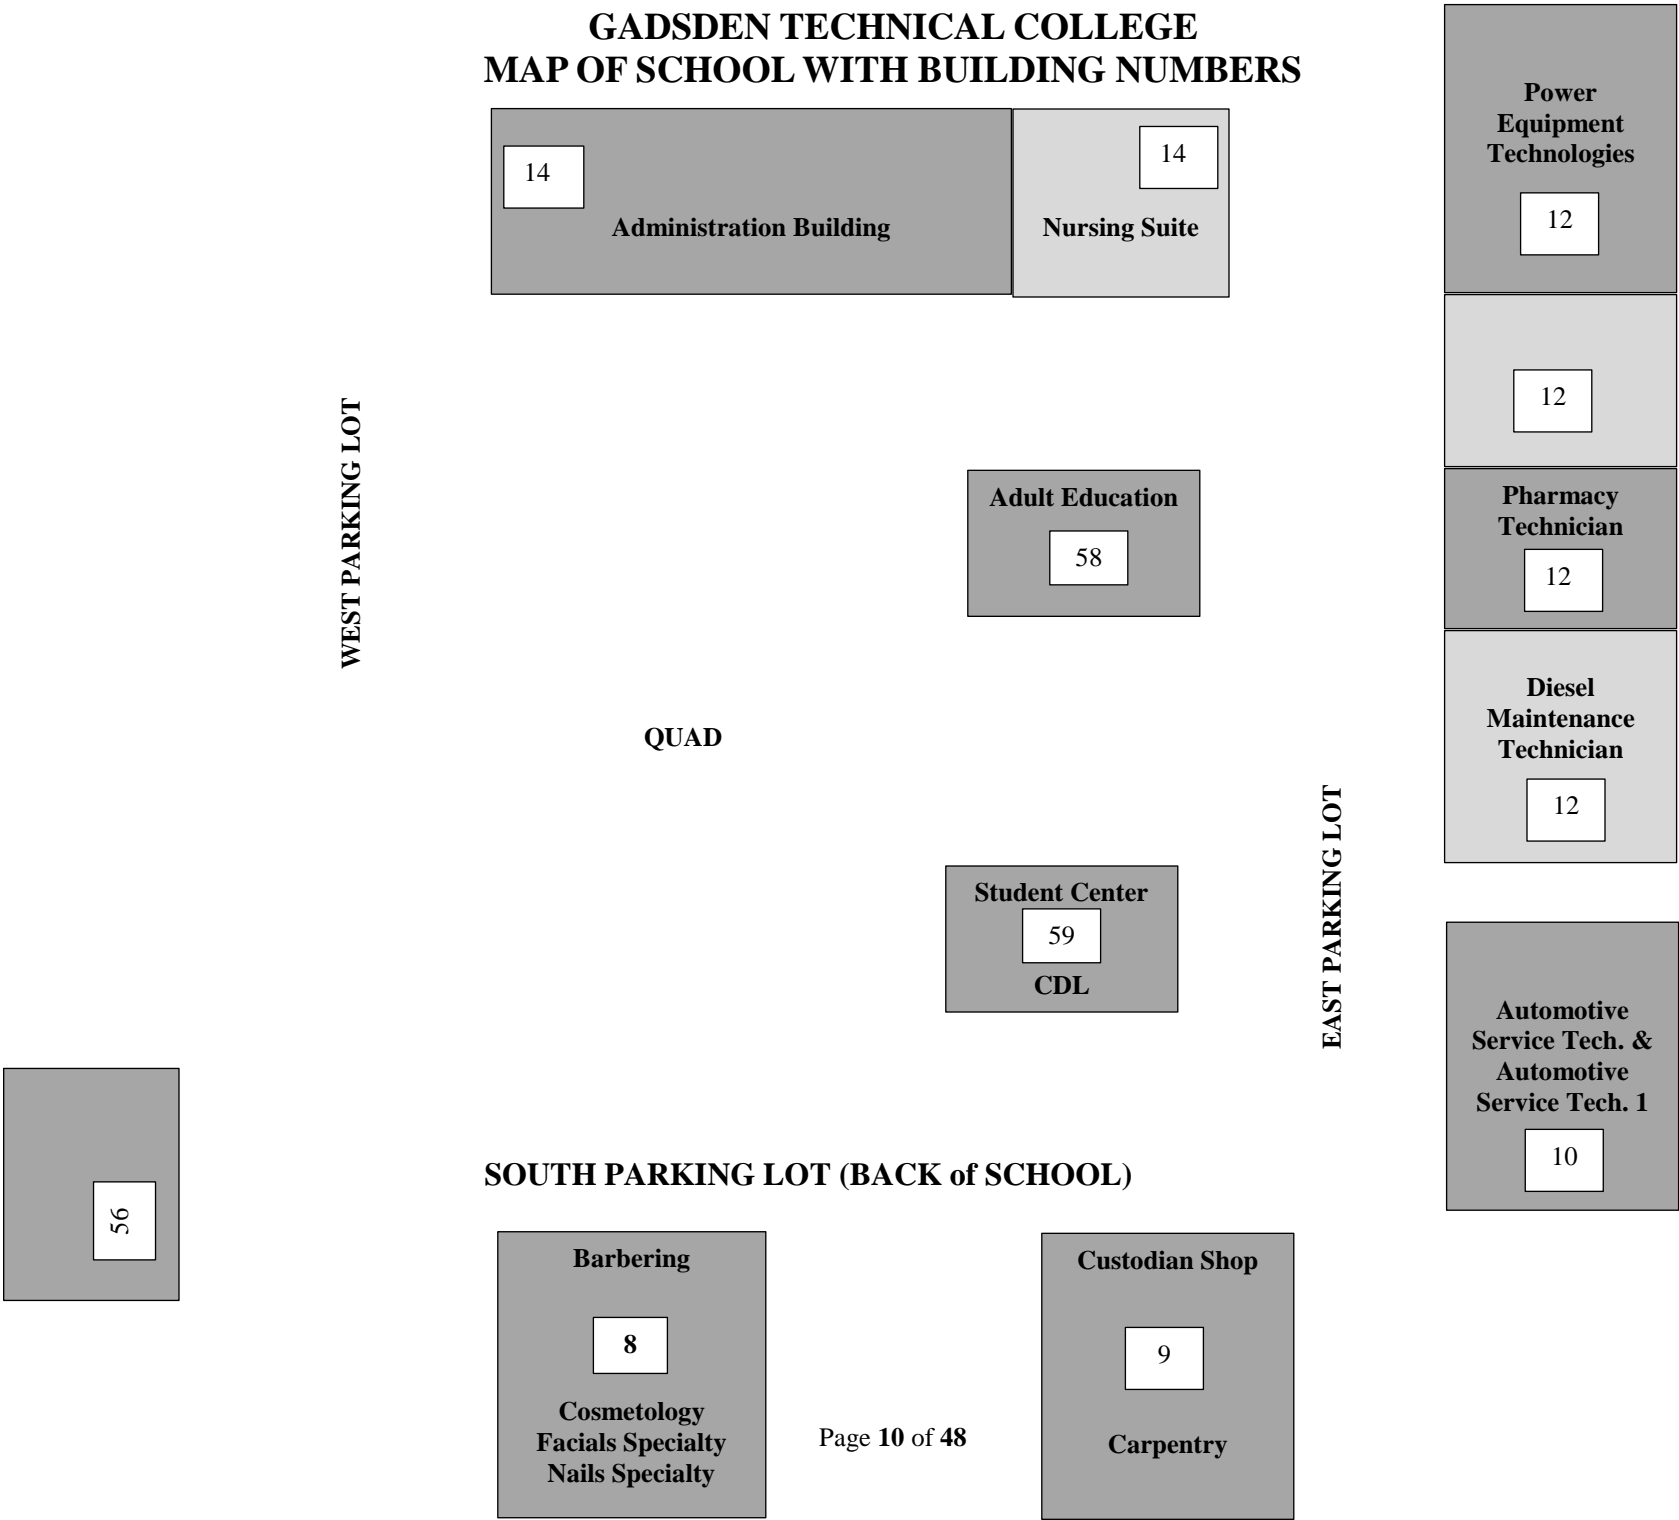 GADSDEN TECHNICAL COLLEGE
MAP OF SCHOOL WITH BUILDING NUMBERS
14
Administration Building
14
Nursing Suite
Power
Equipment
Technologies
12
12
WEST PARKING LOT
Adult Education
58
Pharmacy
Technician
12
QUAD
Diesel
Maintenance
Technician
12
Student Center
59
CDL
EAST PARKING LOT
Automotive
Service Tech. &
Automotive
Service Tech. 1
10
56
SOUTH PARKING LOT (BACK of SCHOOL)
Barbering
8
Cosmetology
Facials Specialty
Nails Specialty
Custodian Shop
9
Carpentry
Page 10 of 48